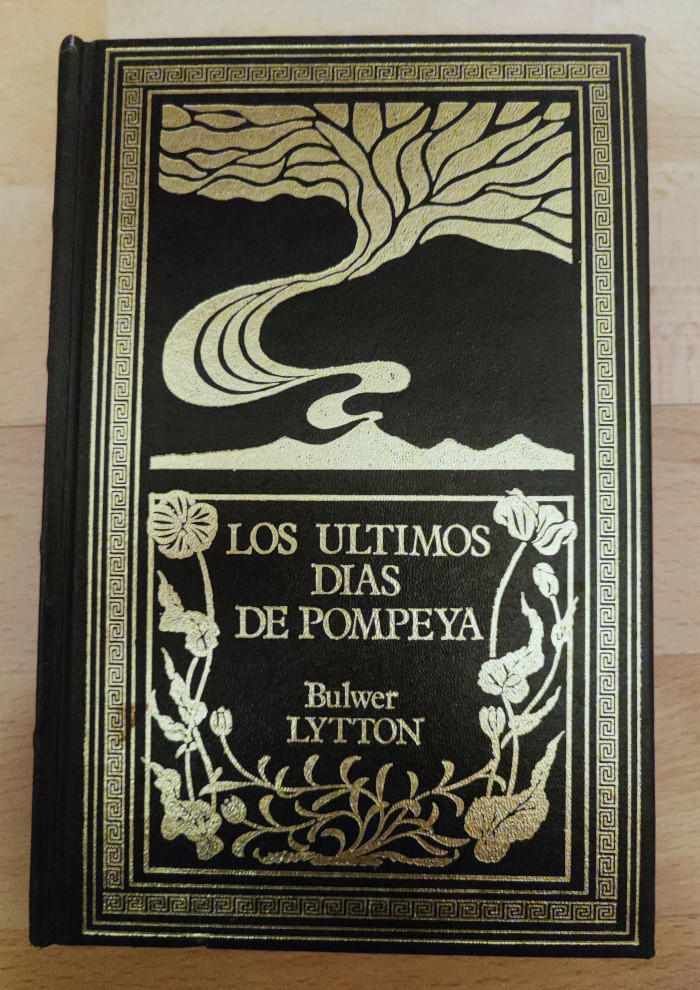 LOS ULTIMOS
DIAS
DE POMPEYA
Bulwer
LYTTON